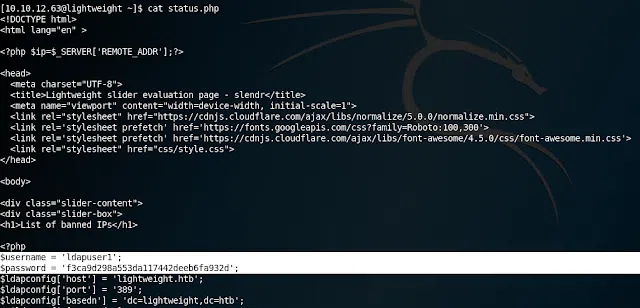 [10.10.12.63@lightweight ~]$ cat status.php
<!DOCTYPE html>
<html lang="en" >

<?php $ip=$_SERVER['REMOTE_ADDR'];?>

<head>
  <meta charset="UTF-8">
  <title>Lightweight slider evaluation page - slendr</title>
  <meta name="viewport" content="width=device-width, initial-scale=1">
  <link rel="stylesheet" href="https://cdnjs.cloudflare.com/ajax/libs/normalize/5.0.0/normalize.min.css">
  <link rel='stylesheet prefetch' href='https://fonts.googleapis.com/css?family=Roboto:100,300'>
  <link rel='stylesheet prefetch' href='https://cdnjs.cloudflare.com/ajax/libs/font-awesome/4.5.0/css/font-awesome.min.css'>
  <link rel="stylesheet" href="css/style.css">
</head>

<body>

<div class="slider-content">
<div class="slider-box">
<h1>List of banned IPs</h1>

<?php
$username = 'ldapuser1';
$password = 'f3ca9d298a553da117442deeb6fa932d';
$ldapconfig['host'] = 'lightweight.htb';
$ldapconfig['port'] = '389';
$ldapconfig['basedn'] = 'dc=lightweight,dc=htb';